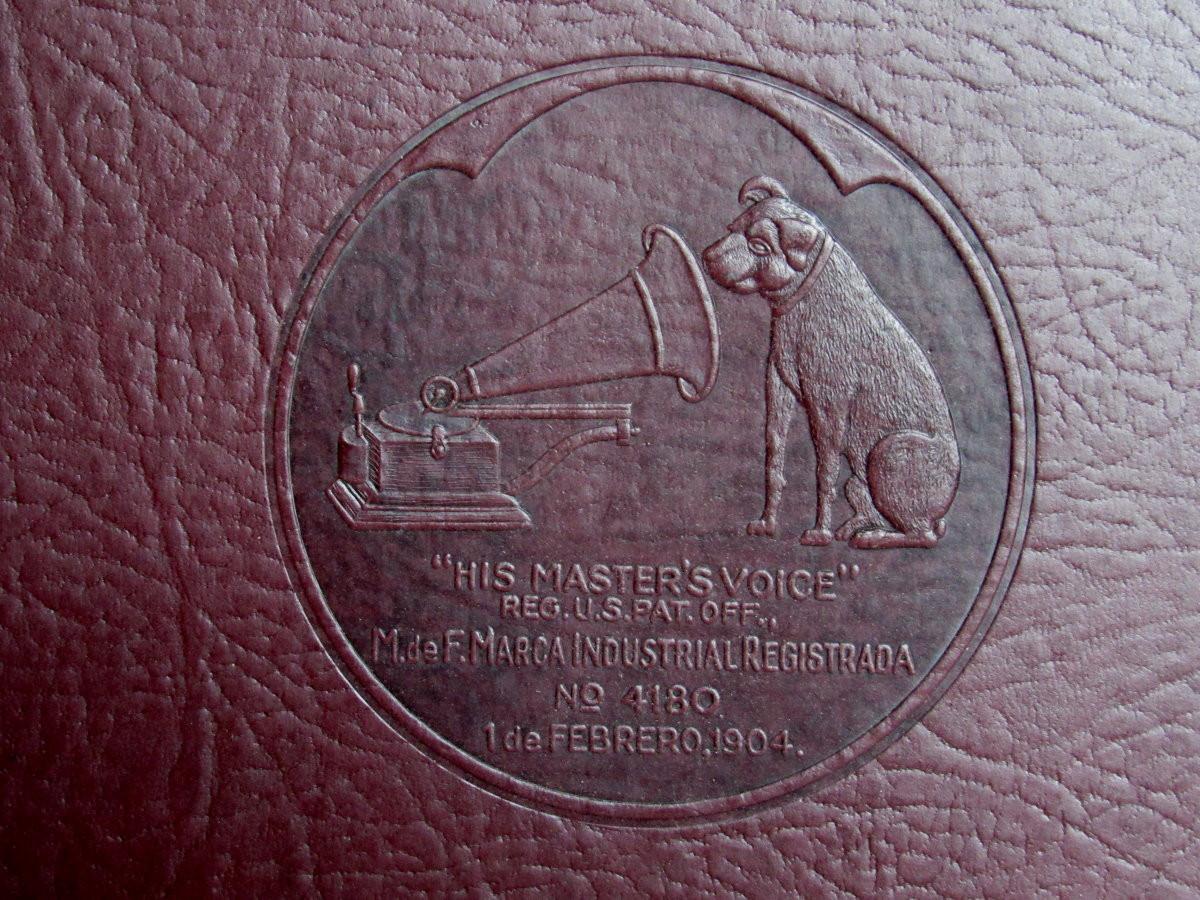 "HIS MASTER'S VOICE"
REG. U.S. PAT. OFF.,
M. de F. MARCA INDUSTRIAL REGISTRADA
Nº 4180
1 de FEBRERO, 1904.